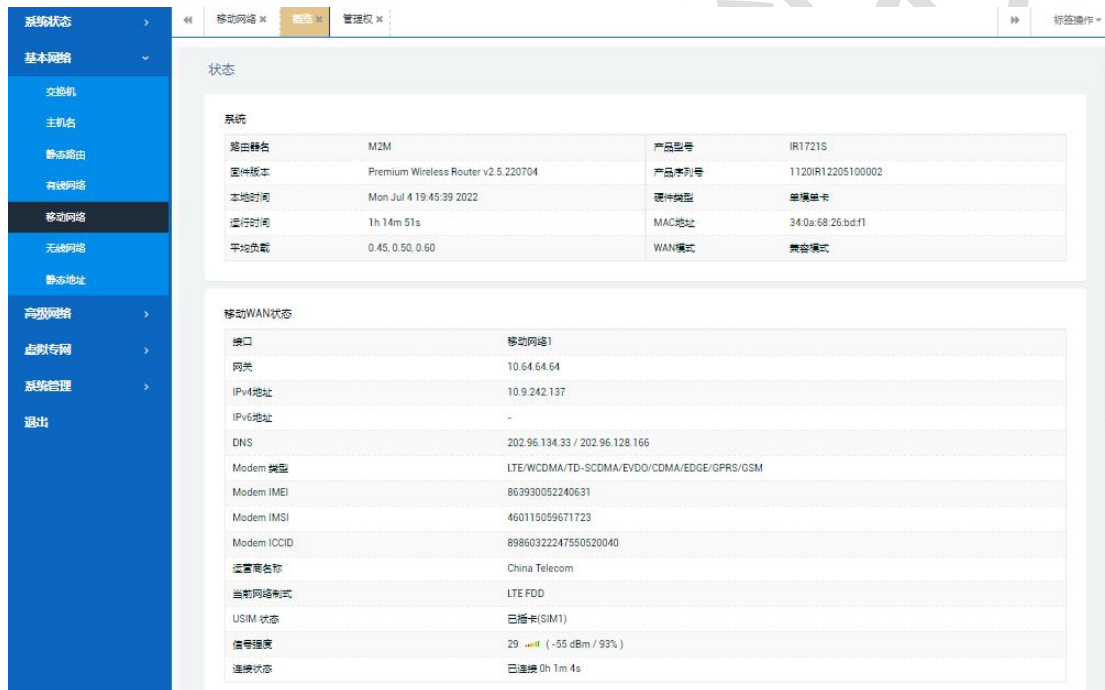 系统状态
基本网络
交换机
主机名
静态路由
有线网络
移动网络
无线网络
静态地址
高级网络
虚拟专网
系统管理
退出
移动网络 概览 管理权 标签操作
状态
系统
路由器名 M2M 产品型号 IR1721S
固件版本 Premium Wireless Router v2.5.220704 产品序列号 1120IR12205100002
本地时间 Mon Jul 4 19:45:39 2022 硬件类型 单模单卡
运行时间 1h 14m 51s MAC地址 34:0a:68:26:bd:f1
平均负载 0.45, 0.50, 0.60 WAN模式 兼容模式
移动WAN状态
接口 移动网络1
网关 10.64.64.64
IPv4地址 10.9.242.137
IPv6地址 -
DNS 202.96.134.33 / 202.96.128.166
Modem 类型 LTE/WCDMA/TD-SCDMA/EVDO/CDMA/EDGE/GPRS/GSM
Modem IMEI 863930052240631
Modem IMSI 460115059671723
Modem ICCID 89860322247550520040
运营商名称 China Telecom
当前网络制式 LTE FDD
USIM 状态 已插卡(SIM1)
信号强度 29 ( -55 dBm / 93% )
连接状态 已连接 0h 1m 4s